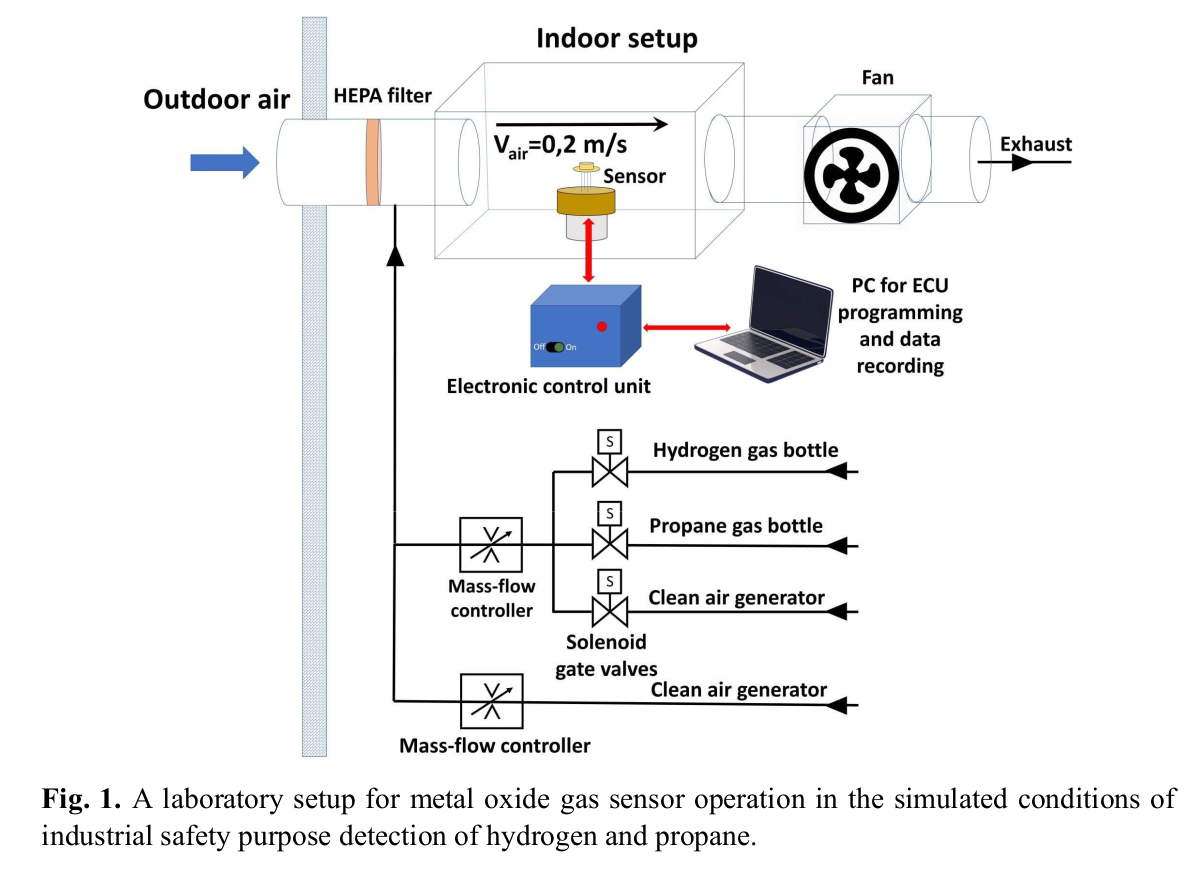 Indoor setup
Outdoor air
HEPA filter
Fan
V_air=0,2 m/s
Exhaust
Sensor
PC for ECU
programming
and data
recording
Off
On
Electronic control unit
S
Hydrogen gas bottle
S
Propane gas bottle
Mass-flow
controller
S
Clean air generator
Solenoid
gate valves
Clean air generator
Mass-flow controller
Fig. 1. A laboratory setup for metal oxide gas sensor operation in the simulated conditions of
industrial safety purpose detection of hydrogen and propane.